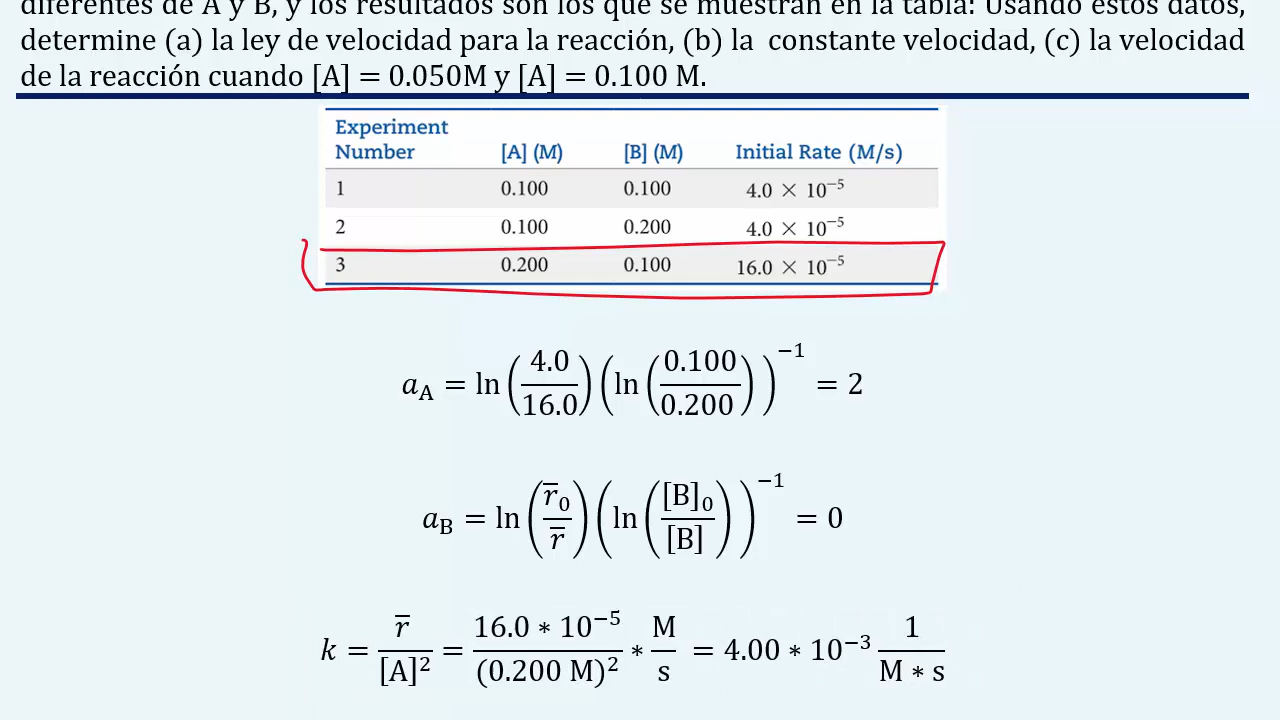 diferentes de A y B, y los resultados son los que se muestran en la tabla: Usando estos datos,
determine (a) la ley de velocidad para la reacción, (b) la constante velocidad, (c) la velocidad
de la reacción cuando [A] = 0.050M y [A] = 0.100 M.
Experiment Number [A] (M) [B] (M) Initial Rate (M/s)
1 0.100 0.100 4.0 × 10⁻⁵
2 0.100 0.200 4.0 × 10⁻⁵
3 0.200 0.100 16.0 × 10⁻⁵
a_A = ln(4.0/16.0)(ln(0.100/0.200))⁻¹ = 2
a_B = ln(r̅₀/r̅)(ln([B]₀/[B]))⁻¹ = 0
k = r̅/[A]² = 16.0 ∗ 10⁻⁵/(0.200 M)² ∗ M/s = 4.00 ∗ 10⁻³ 1/(M ∗ s)